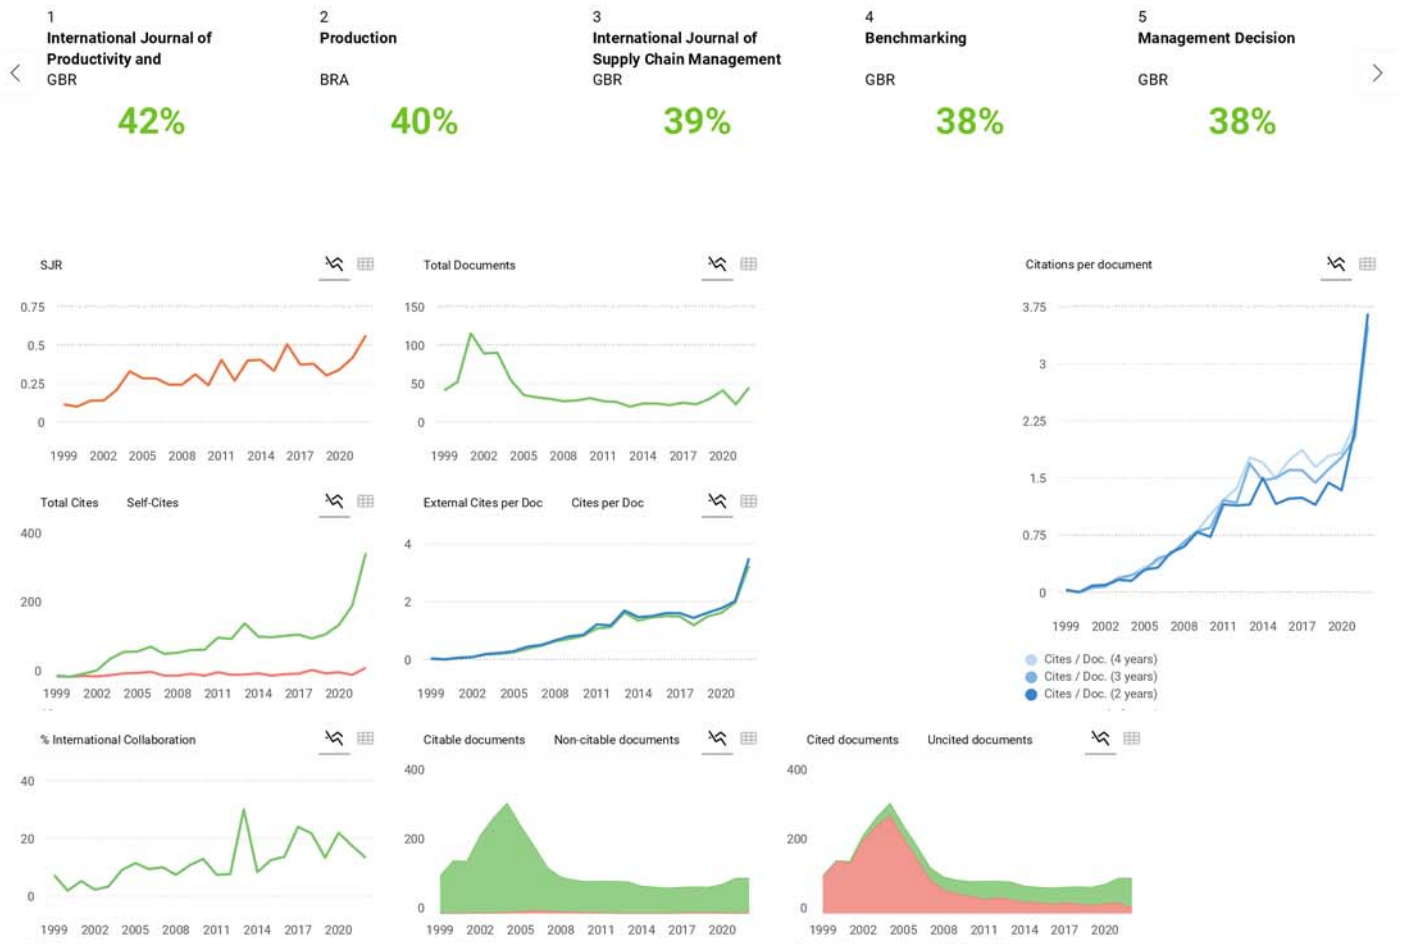 1
International Journal of
Productivity and
GBR
42%
2
Production
BRA
40%
3
International Journal of
Supply Chain Management
GBR
39%
4
Benchmarking
GBR
38%
5
Management Decision
GBR
38%
SJR
0.75
0.5
0.25
0
1999 2002 2005 2008 2011 2014 2017 2020
Total Documents
150
100
50
0
1999 2002 2005 2008 2011 2014 2017 2020
Citations per document
3.75
3
2.25
1.5
0.75
0
1999 2002 2005 2008 2011 2014 2017 2020
Cites / Doc. (4 years)
Cites / Doc. (3 years)
Cites / Doc. (2 years)
Total Cites Self-Cites
400
200
0
1999 2002 2005 2008 2011 2014 2017 2020
External Cites per Doc Cites per Doc
4
2
0
1999 2002 2005 2008 2011 2014 2017 2020
% International Collaboration
40
20
0
1999 2002 2005 2008 2011 2014 2017 2020
Citable documents Non-citable documents
400
200
0
1999 2002 2005 2008 2011 2014 2017 2020
Cited documents Uncited documents
400
200
0
1999 2002 2005 2008 2011 2014 2017 2020